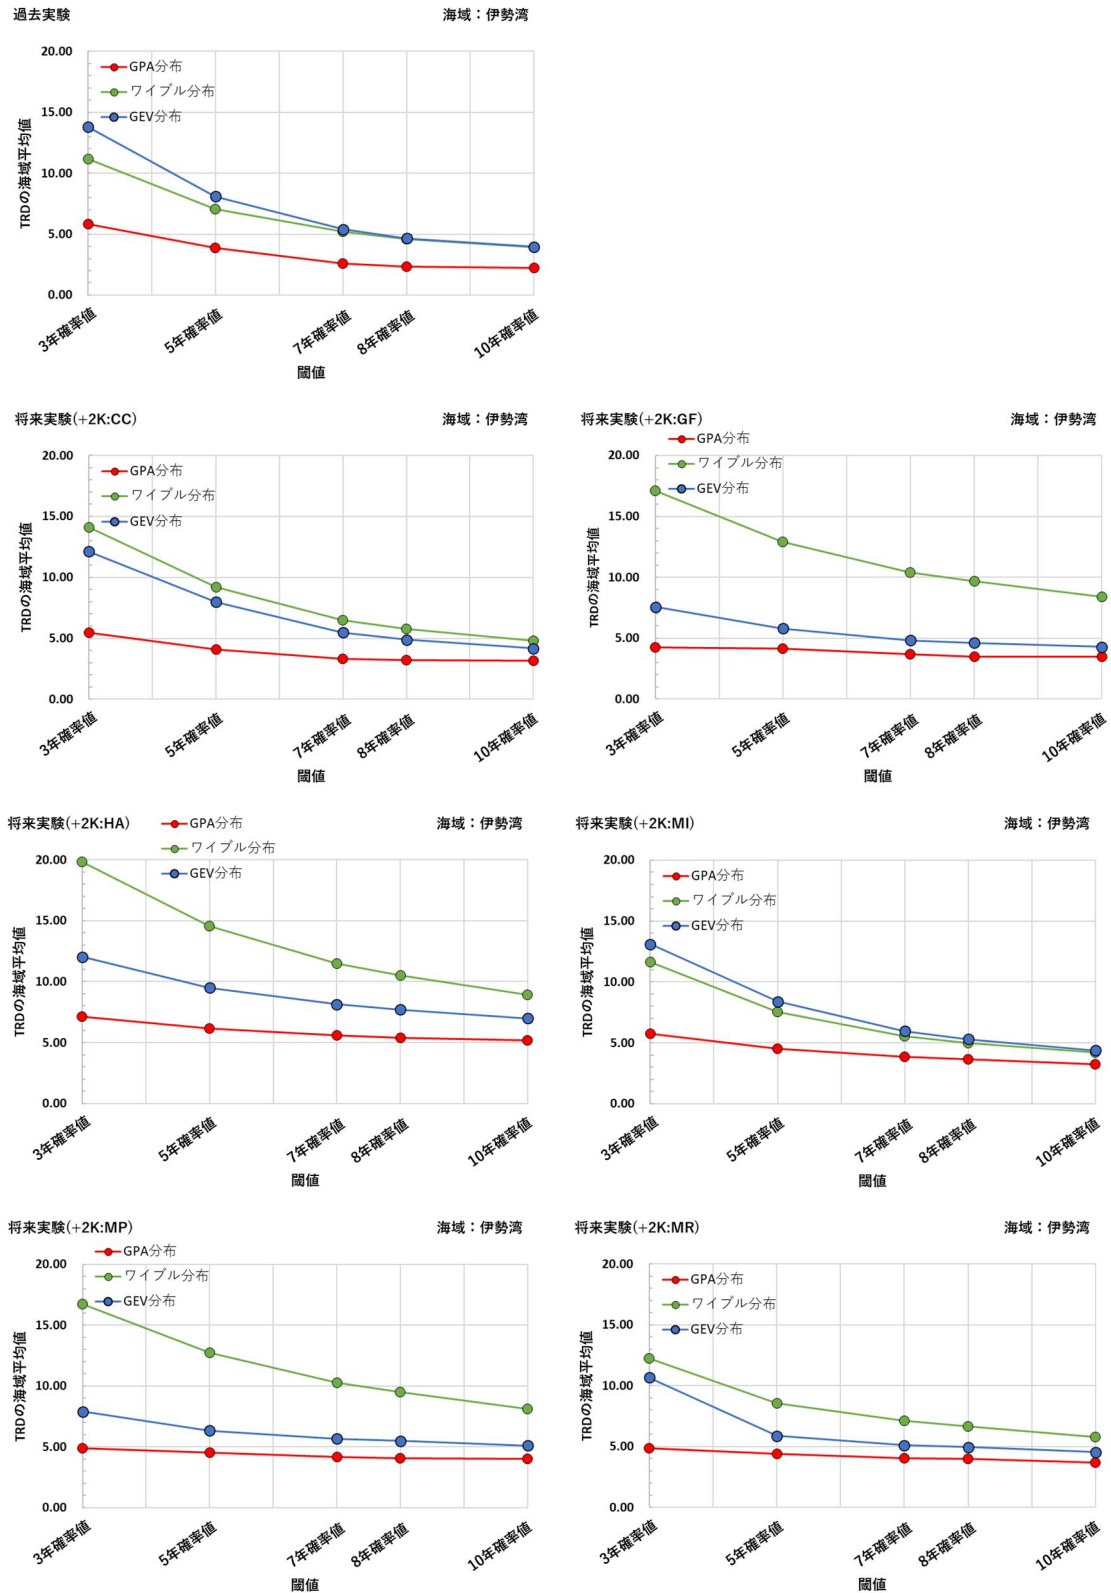 過去実験
海域：伊勢湾
GPA分布
ワイブル分布
GEV分布
TRDの海域平均値
20.00
15.00
10.00
5.00
0.00
3年確率値
5年確率値
7年確率値
8年確率値
10年確率値
閾値
将来実験(+2K:CC)
海域：伊勢湾
GPA分布
ワイブル分布
GEV分布
TRDの海域平均値
20.00
15.00
10.00
5.00
0.00
3年確率値
5年確率値
7年確率値
8年確率値
10年確率値
閾値
将来実験(+2K:GF)
海域：伊勢湾
GPA分布
ワイブル分布
GEV分布
TRDの海域平均値
20.00
15.00
10.00
5.00
0.00
3年確率値
5年確率値
7年確率値
8年確率値
10年確率値
閾値
将来実験(+2K:HA)
海域：伊勢湾
GPA分布
ワイブル分布
GEV分布
TRDの海域平均値
20.00
15.00
10.00
5.00
0.00
3年確率値
5年確率値
7年確率値
8年確率値
10年確率値
閾値
将来実験(+2K:MI)
海域：伊勢湾
GPA分布
ワイブル分布
GEV分布
TRDの海域平均値
20.00
15.00
10.00
5.00
0.00
3年確率値
5年確率値
7年確率値
8年確率値
10年確率値
閾値
将来実験(+2K:MP)
海域：伊勢湾
GPA分布
ワイブル分布
GEV分布
TRDの海域平均値
20.00
15.00
10.00
5.00
0.00
3年確率値
5年確率値
7年確率値
8年確率値
10年確率値
閾値
将来実験(+2K:MR)
海域：伊勢湾
GPA分布
ワイブル分布
GEV分布
TRDの海域平均値
20.00
15.00
10.00
5.00
0.00
3年確率値
5年確率値
7年確率値
8年確率値
10年確率値
閾値